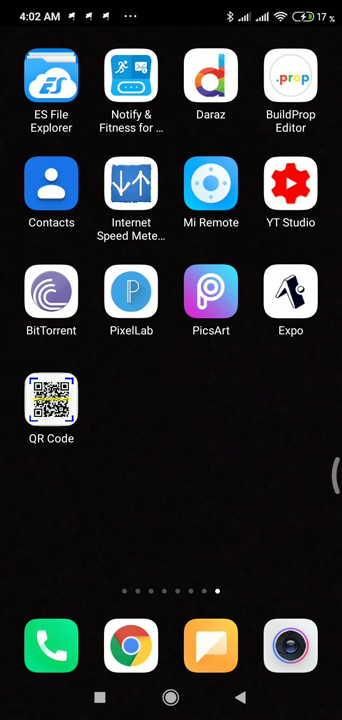 4:02 AM
17 %
ES File
Explorer
Notify &
Fitness for ...
Daraz
.prop
BuildProp
Editor
Contacts
Internet
Speed Mete...
Mi Remote
YT Studio
BitTorrent
PixelLab
PicsArt
Expo
QR Code